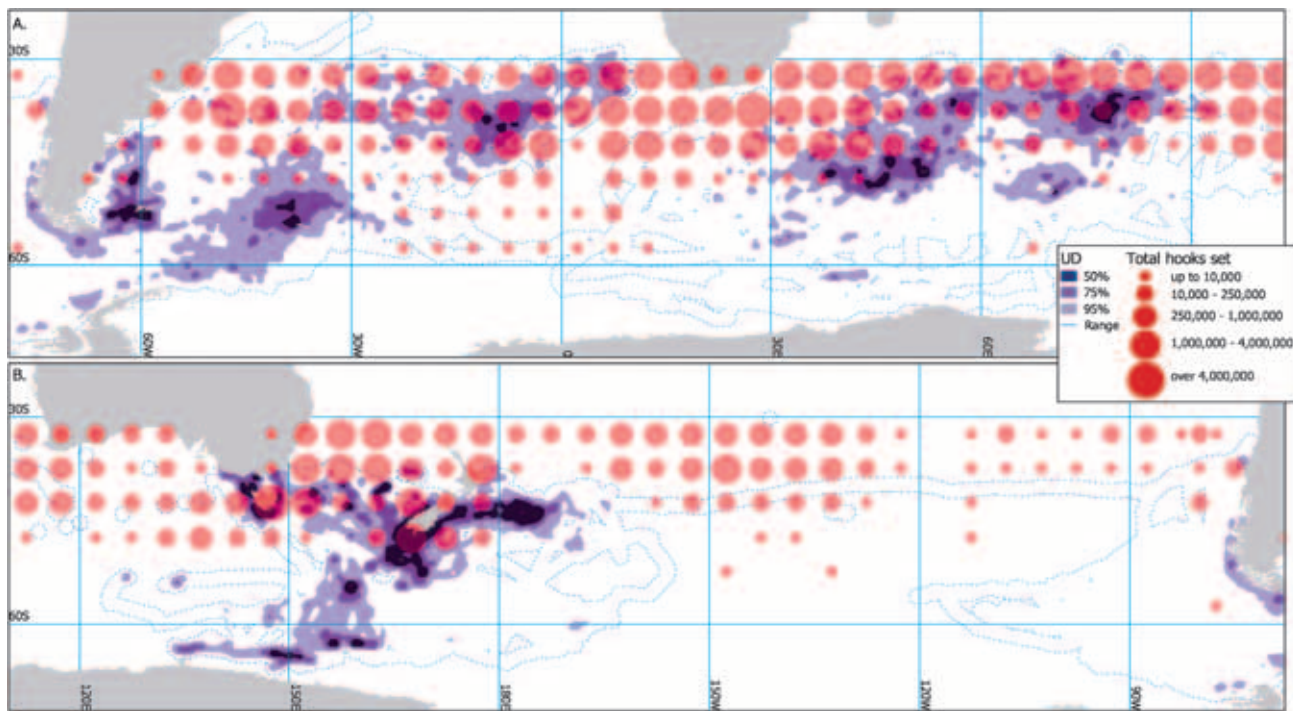 A.
30S
60S
60W
30W
0
30E
60E
UD
50%
75%
95%
Range
Total hooks set
up to 10,000
10,000 - 250,000
250,000 - 1,000,000
1,000,000 - 4,000,000
over 4,000,000
B.
30S
60S
120E
150E
180E
150W
120W
90W